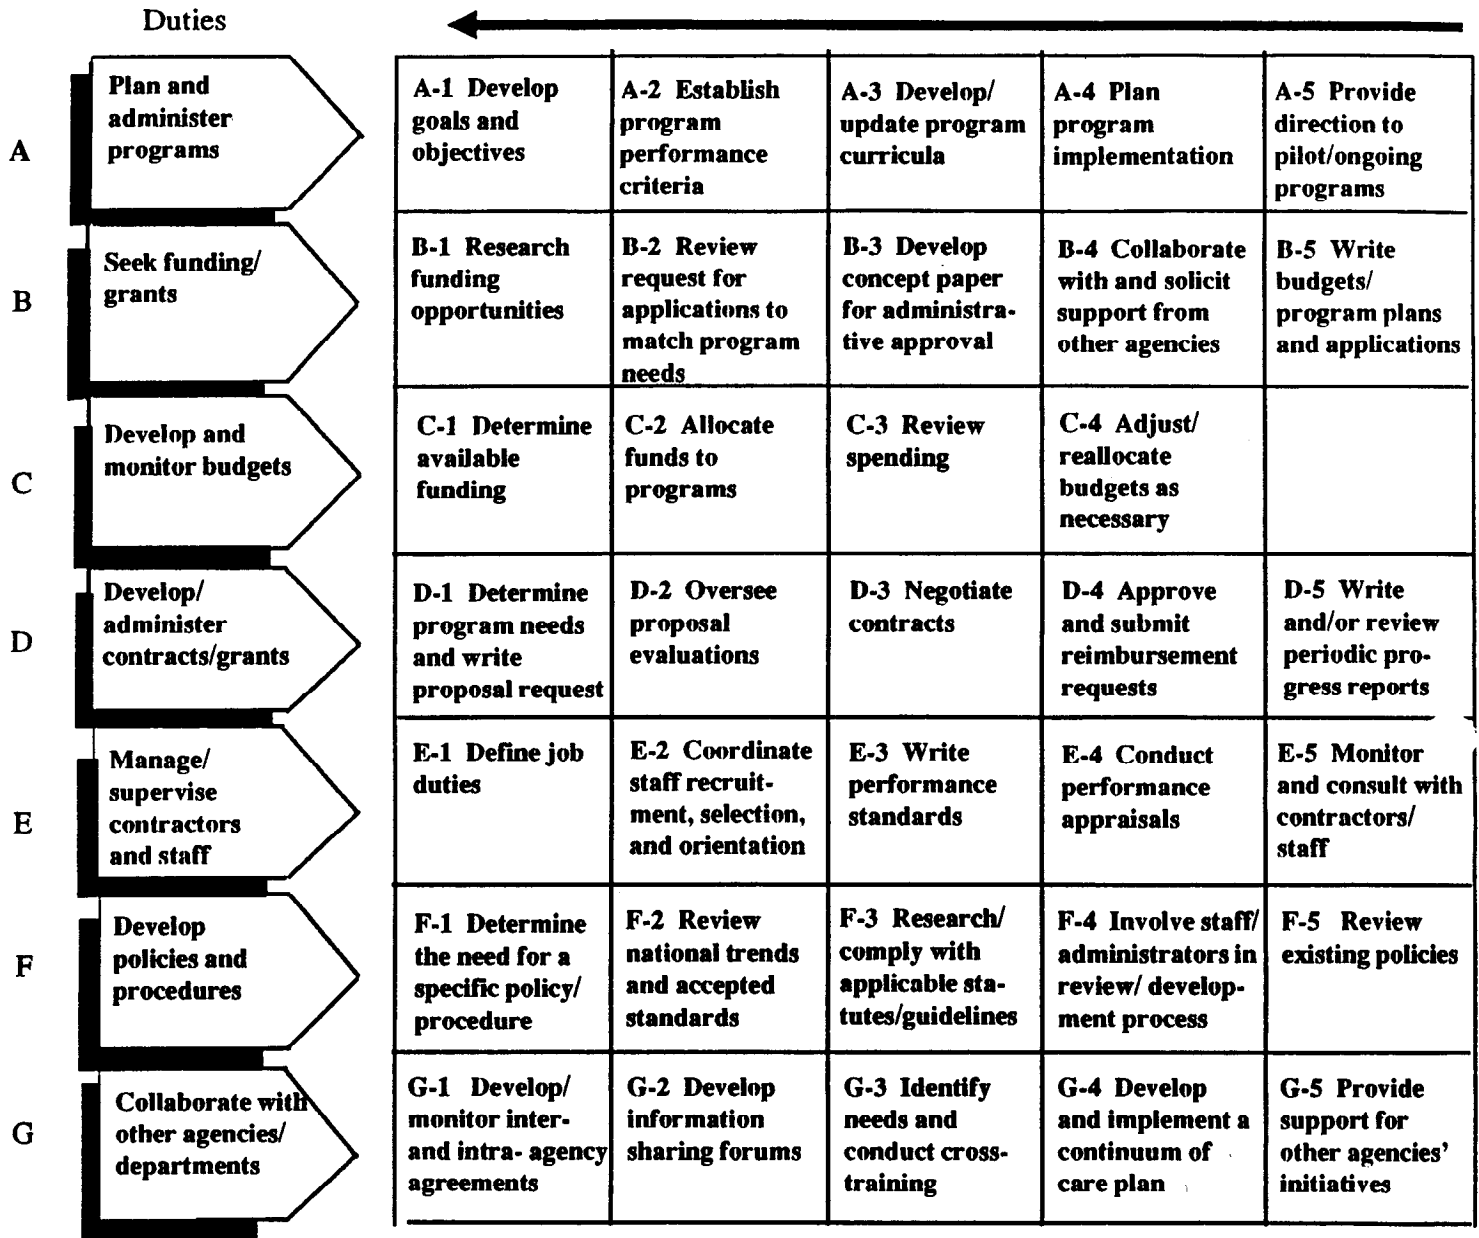 Duties
A
Plan and
administer
programs
A-1 Develop
goals and
objectives
A-2 Establish
program
performance
criteria
A-3 Develop/
update program
curricula
A-4 Plan
program
implementation
A-5 Provide
direction to
pilot/ongoing
programs
B
Seek funding/
grants
B-1 Research
funding
opportunities
B-2 Review
request for
applications to
match program
needs
B-3 Develop
concept paper
for administra-
tive approval
B-4 Collaborate
with and solicit
support from
other agencies
B-5 Write
budgets/
program plans
and applications
C
Develop and
monitor budgets
C-1 Determine
available
funding
C-2 Allocate
funds to
programs
C-3 Review
spending
C-4 Adjust/
reallocate
budgets as
necessary
D
Develop/
administer
contracts/grants
D-1 Determine
program needs
and write
proposal request
D-2 Oversee
proposal
evaluations
D-3 Negotiate
contracts
D-4 Approve
and submit
reimbursement
requests
D-5 Write
and/or review
periodic pro-
gress reports
E
Manage/
supervise
contractors
and staff
E-1 Define job
duties
E-2 Coordinate
staff recruit-
ment, selection,
and orientation
E-3 Write
performance
standards
E-4 Conduct
performance
appraisals
E-5 Monitor
and consult with
contractors/
staff
F
Develop
policies and
procedures
F-1 Determine
the need for a
specific policy/
procedure
F-2 Review
national trends
and accepted
standards
F-3 Research/
comply with
applicable sta-
tutes/guidelines
F-4 Involve staff/
administrators in
review/ develop-
ment process
F-5 Review
existing policies
G
Collaborate with
other agencies/
departments
G-1 Develop/
monitor inter-
and intra- agency
agreements
G-2 Develop
information
sharing forums
G-3 Identify
needs and
conduct cross-
training
G-4 Develop
and implement a
continuum of
care plan
G-5 Provide
support for
other agencies'
initiatives